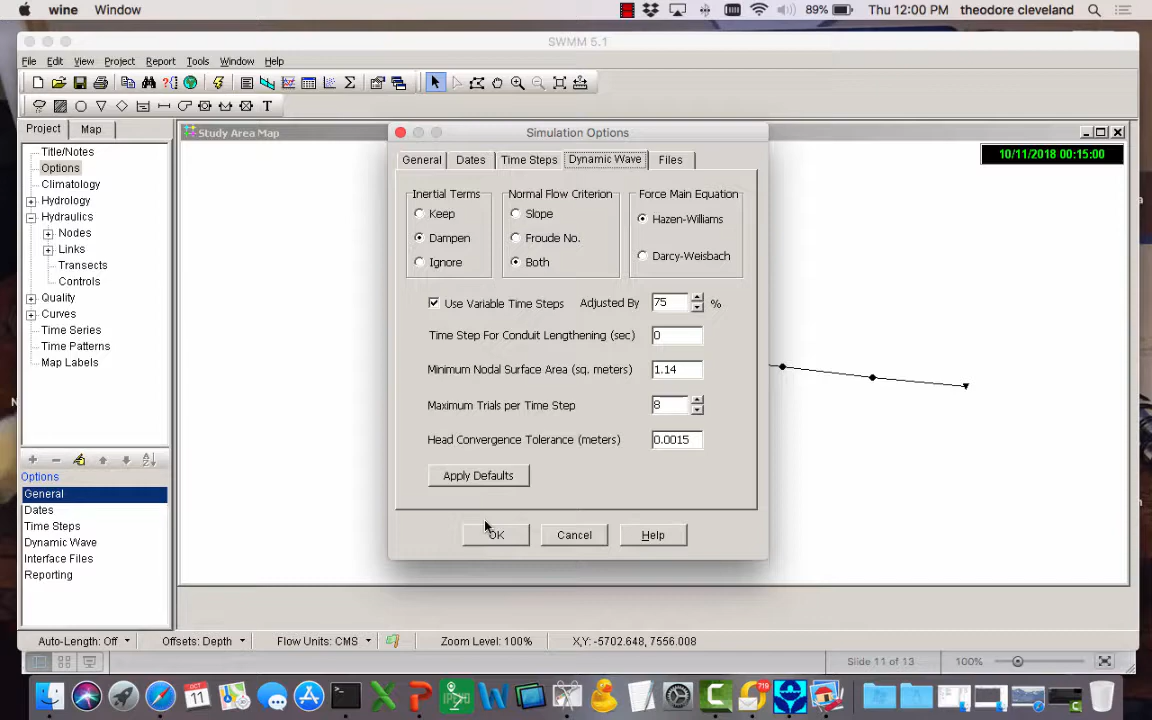 wine Window 89% Thu 12:00 PM theodore cleveland
SWMM 5.1
File Edit View Project Report Tools Window Help
Project Map
Study Area Map
10/11/2018 00:15:00
Title/Notes
Options
Climatology
Hydrology
Hydraulics
Nodes
Links
Transects
Controls
Quality
Curves
Time Series
Time Patterns
Map Labels
Options
General
Dates
Time Steps
Dynamic Wave
Interface Files
Reporting
Simulation Options
General Dates Time Steps Dynamic Wave Files
Inertial Terms Normal Flow Criterion Force Main Equation
Keep Slope Hazen-Williams
Dampen Froude No.
Darcy-Weisbach
Ignore Both
Use Variable Time Steps Adjusted By 75 %
Time Step For Conduit Lengthening (sec) 0
Minimum Nodal Surface Area (sq. meters) 1.14
Maximum Trials per Time Step 8
Head Convergence Tolerance (meters) 0.0015
Apply Defaults
OK Cancel Help
Auto-Length: Off Offsets: Depth Flow Units: CMS Zoom Level: 100% X,Y: -5702.648, 7556.008
Slide 11 of 13 100%
OCT
11
719